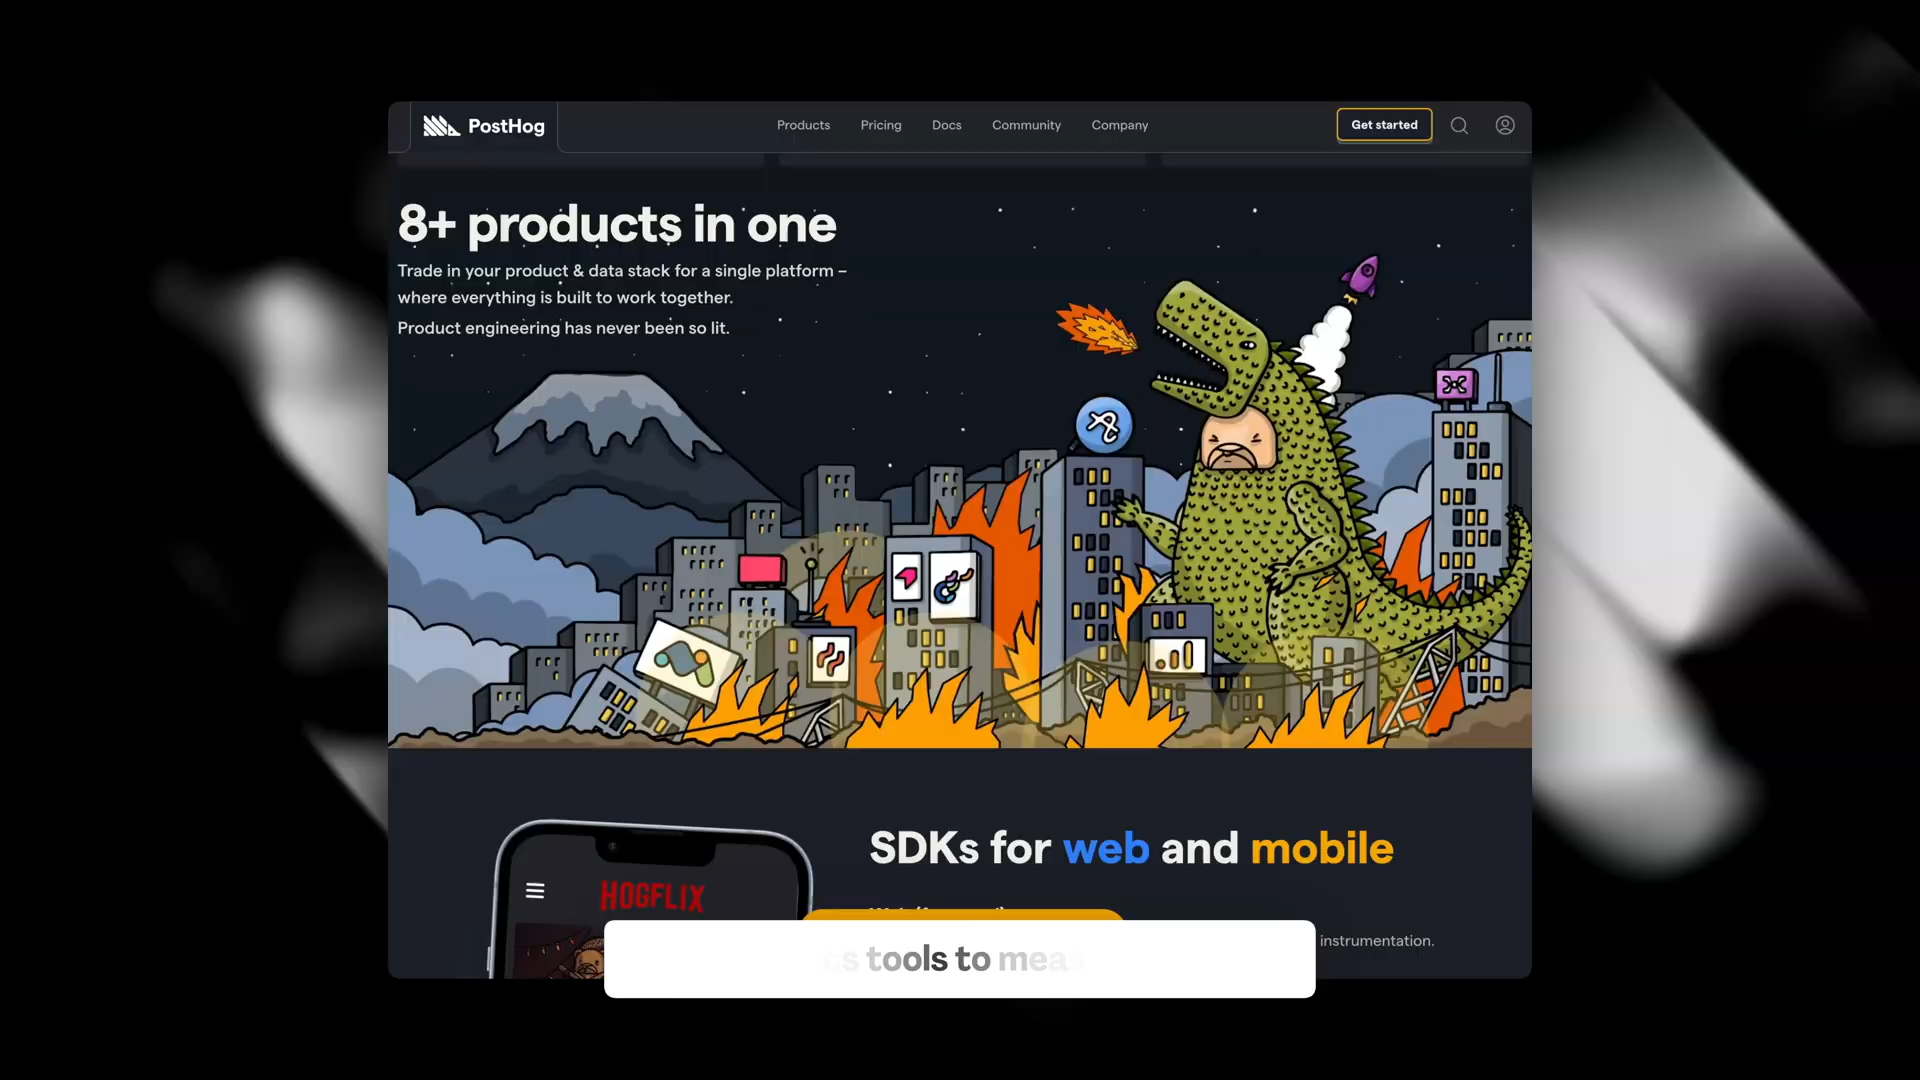 PostHog
Products
Pricing
Docs
Community
Company
Get started
8+ products in one
Trade in your product & data stack for a single platform –
where everything is built to work together.
Product engineering has never been so lit.
SDKs for web and mobile
HOGFLIX
instrumentation.
tools to